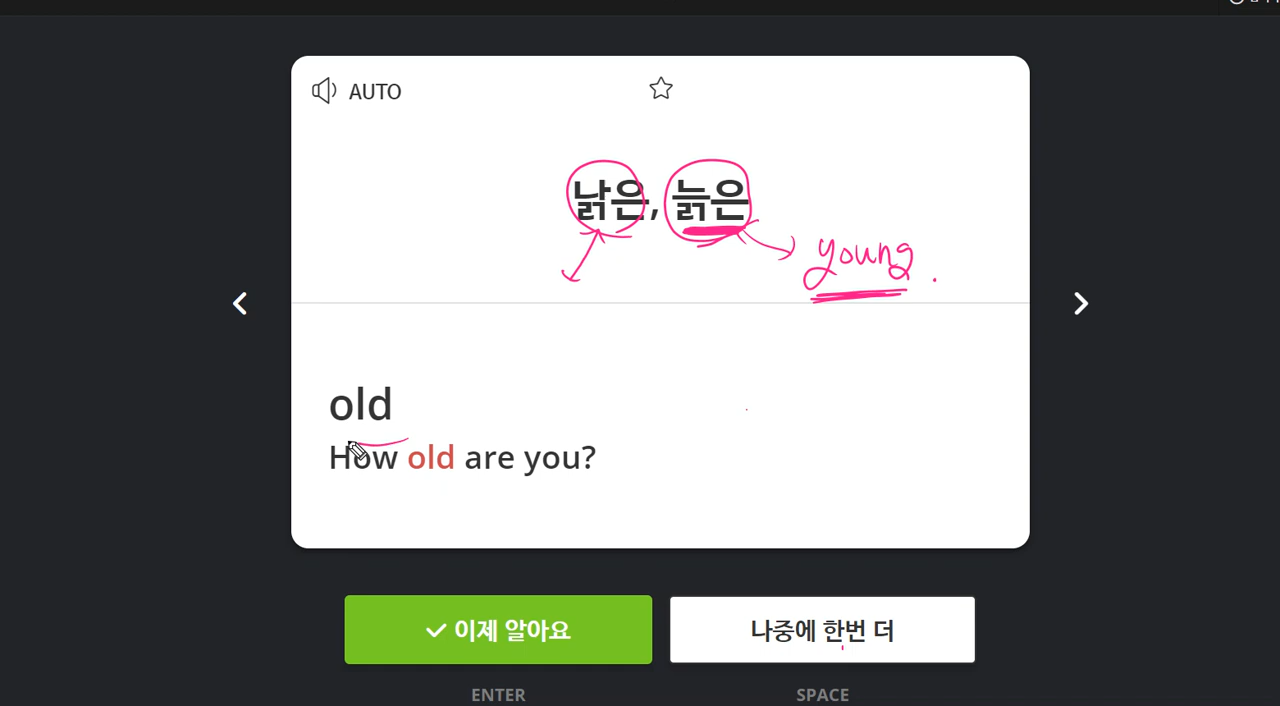 AUTO
낡은, 늙은
young.
old
How old are you?
이제 알아요
나중에 한번 더
ENTER
SPACE